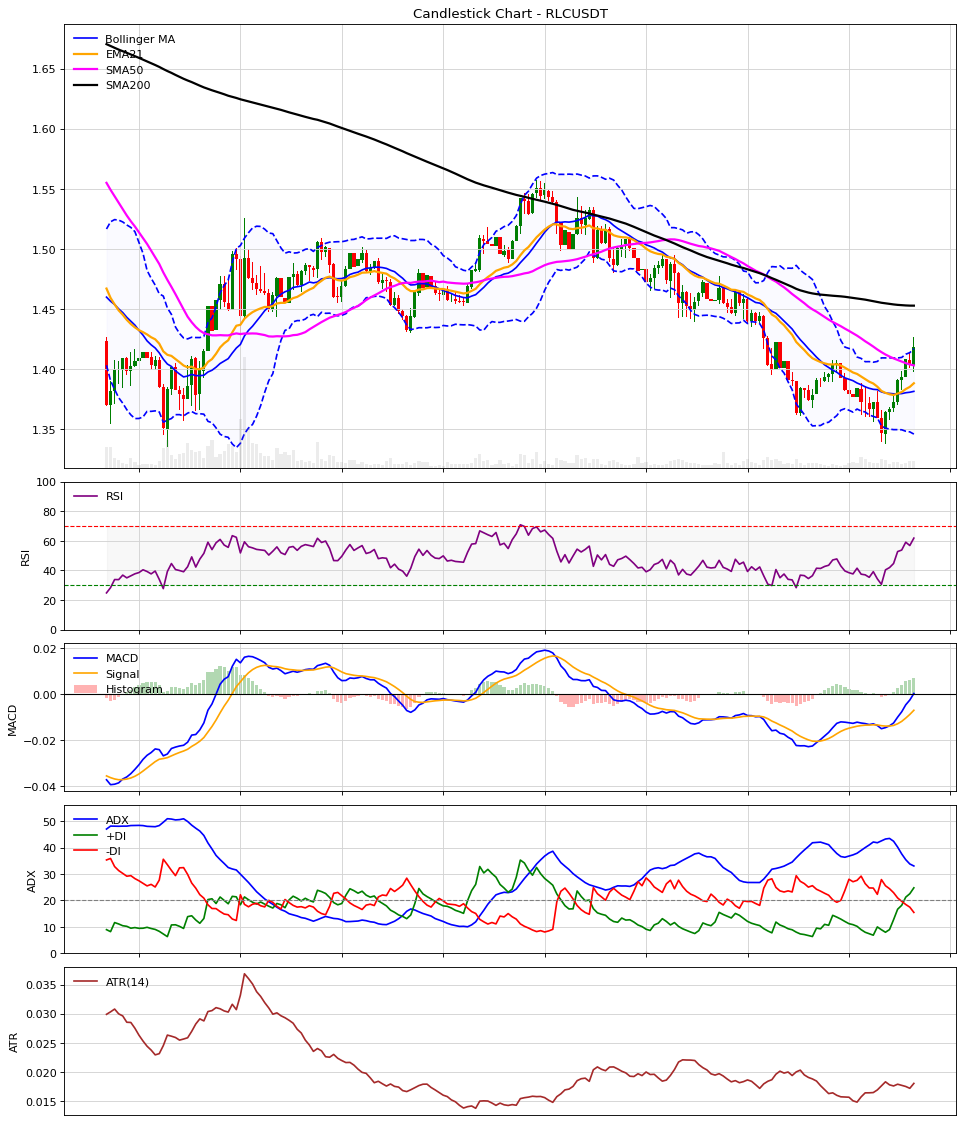 Candlestick Chart - RLCUSDT
Bollinger MA
EMA21
SMA50
SMA200
1.65
1.60
1.55
1.50
1.45
1.40
1.35
RSI
100
80
60
40
20
0
RSI
MACD
Signal
Histogram
0.02
0.00
−0.02
−0.04
MACD
ADX
+DI
-DI
50
40
30
20
10
0
ADX
ATR(14)
0.035
0.030
0.025
0.020
0.015
ATR